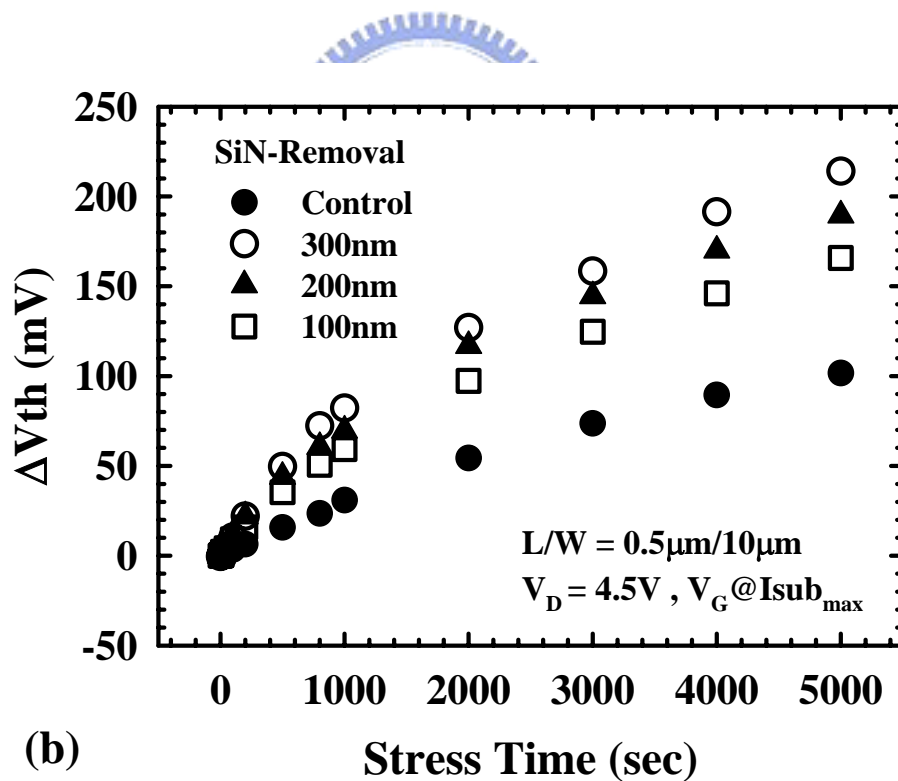 250
200
150
100
50
0
-50
ΔVth (mV)
SiN-Removal
Control
300nm
200nm
100nm
L/W = 0.5μm/10μm
V_D = 4.5V , V_G@Isub_max
0 1000 2000 3000 4000 5000
(b) Stress Time (sec)